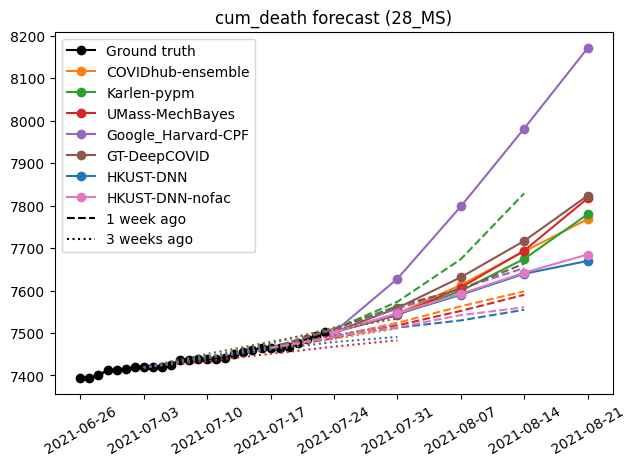 cum_death forecast (28_MS)
8200
8100
8000
7900
7800
7700
7600
7500
7400
Ground truth
COVIDhub-ensemble
Karlen-pypm
UMass-MechBayes
Google_Harvard-CPF
GT-DeepCOVID
HKUST-DNN
HKUST-DNN-nofac
1 week ago
3 weeks ago
2021-06-26
2021-07-03
2021-07-10
2021-07-17
2021-07-24
2021-07-31
2021-08-07
2021-08-14
2021-08-21